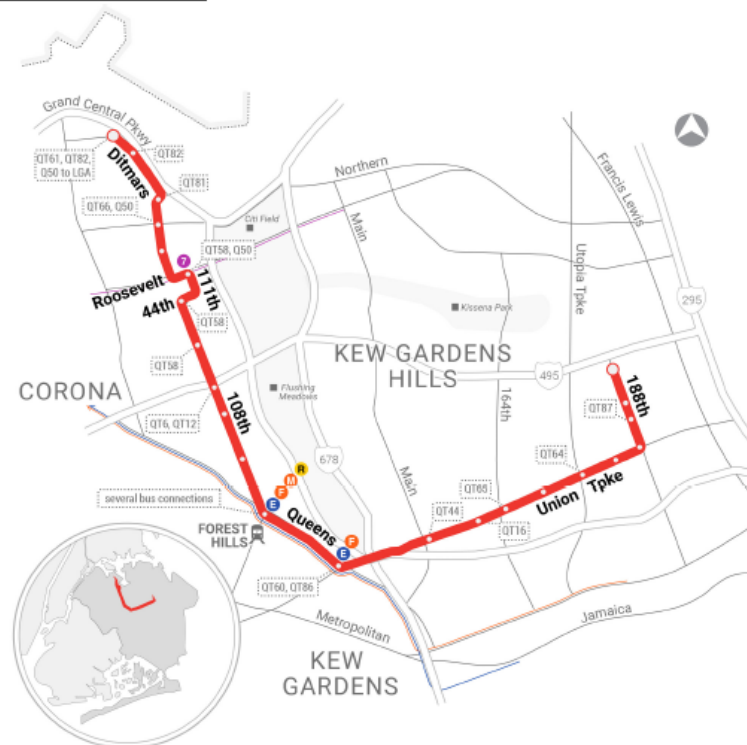 Grand Central Pkwy
QT61, QT82,
Q50 to LGA
QT82
Ditmars
QT81
QT66, Q50
Northern
Francis Lewis
Citi Field
Main
Utopia Tpke
7
QT58, Q50
Roosevelt
111th
44th
QT58
Kissena Park
295
QT58
KEW GARDENS
HILLS
495
CORONA
Flushing
Meadows
188th
QT87
108th
QT6, QT12
164th
678
R
M
F
E
Main
QT64
several bus connections
QT65
Union Tpke
FOREST
HILLS
Queens
F
E
QT44
QT16
QT60, QT86
Metropolitan
Jamaica
KEW
GARDENS